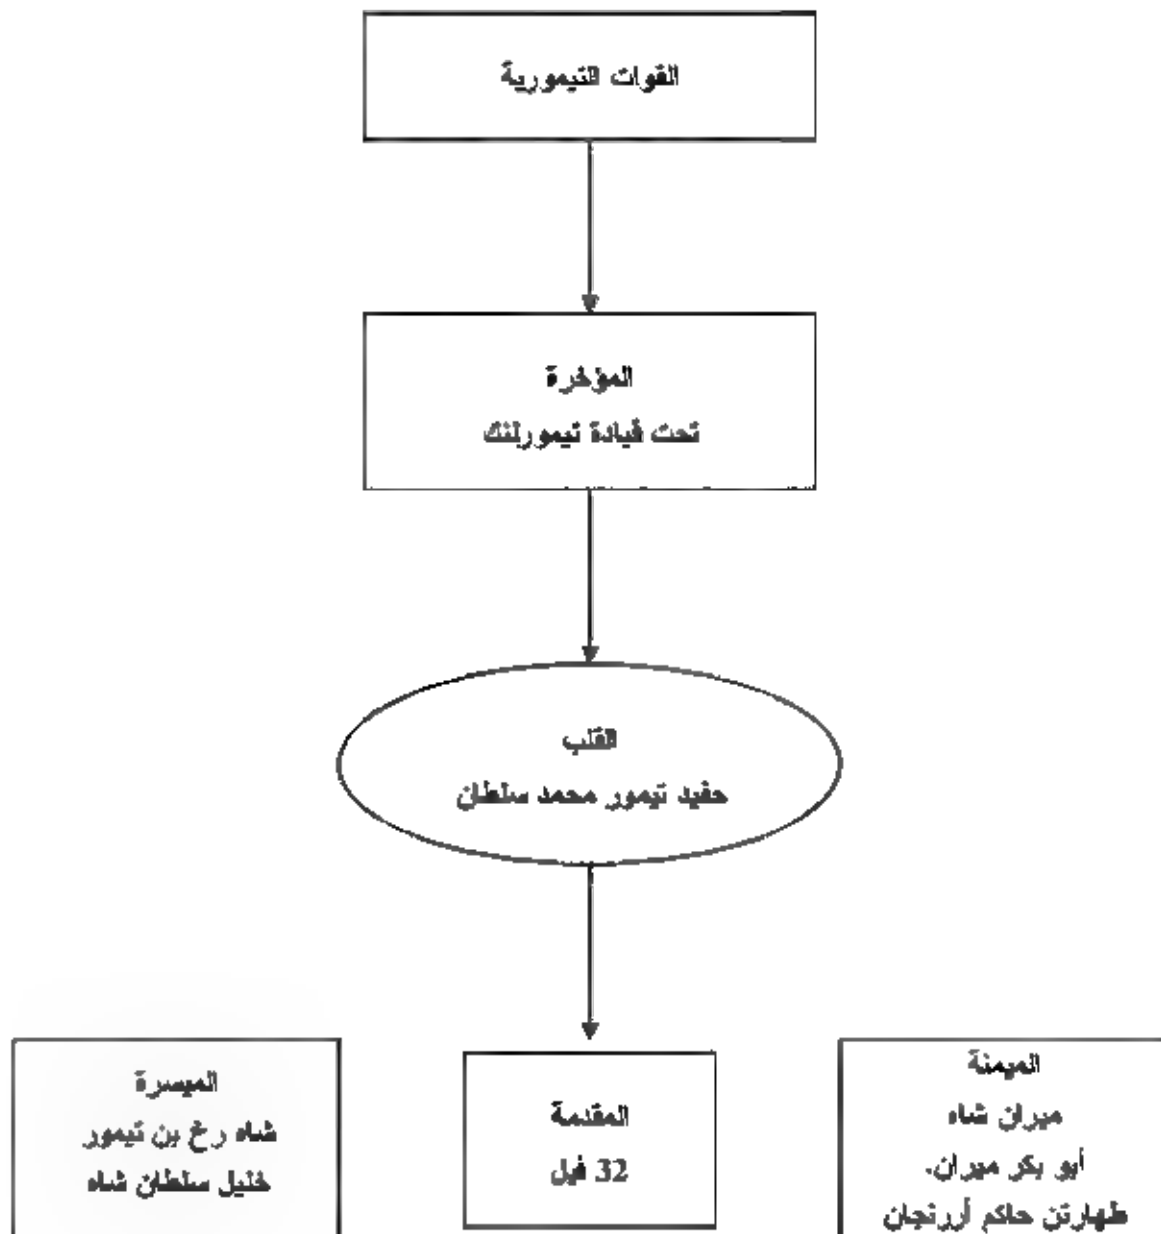 القوات التيمورية
المؤخرة
تحت قيادة تيمورلنك
القلب
حفيد تيمور محمد سلطان
الميمنة
ميران شاه
أبو بكر ميران.
طهارتن حاكم أرزنجان
المقدمة
32 فيل
الميسرة
شاه رخ بن تيمور
خليل سلطان شاه